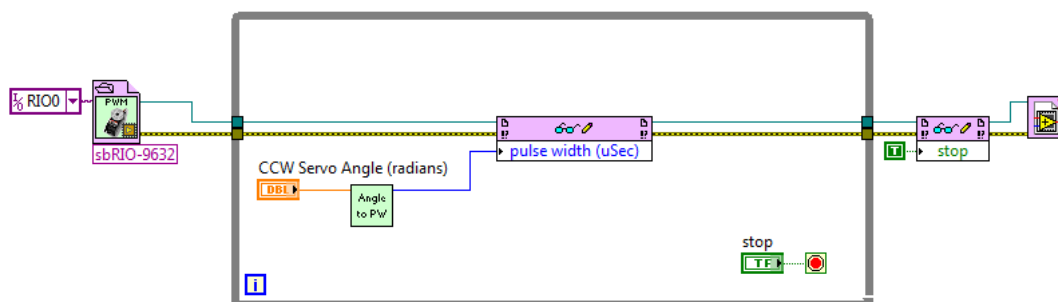 I/O RIO0
PWM
sbRIO-9632
CCW Servo Angle (radians)
DBL
Angle
to PW
pulse width (uSec)
T
stop
stop
TF
i